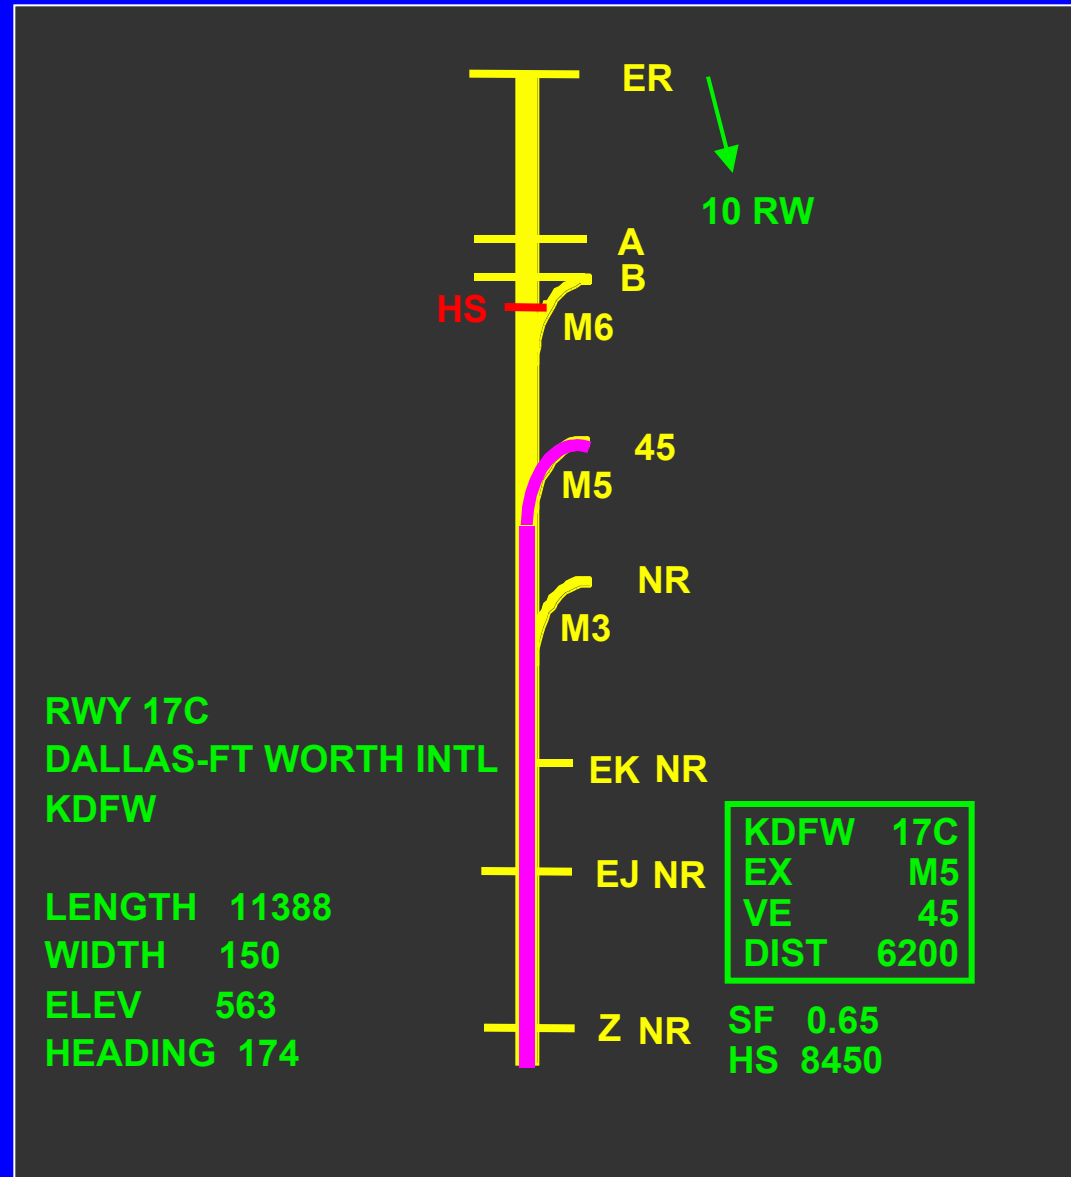 ER
10 RW
A
B
HS
M6
45
M5
NR
M3
RWY 17C
DALLAS-FT WORTH INTL
KDFW
EK NR
EJ NR
LENGTH 11388
WIDTH 150
ELEV 563
HEADING 174
Z NR
KDFW 17C
EX M5
VE 45
DIST 6200
SF 0.65
HS 8450